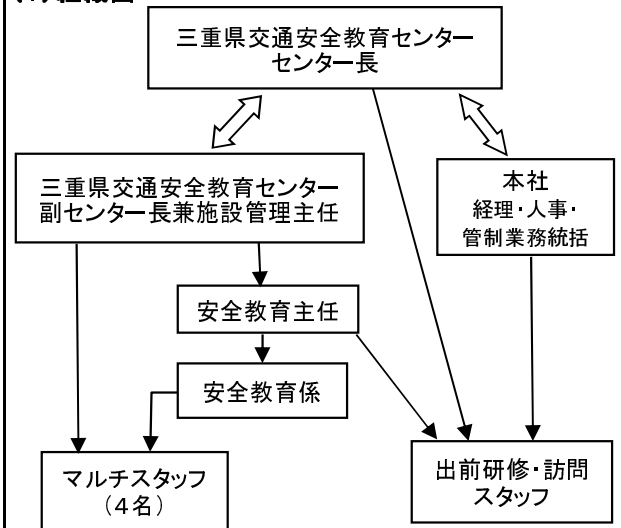 三重県交通安全教育センター
センター長
三重県交通安全教育センター
副センター長兼施設管理主任
本社
経理・人事・
管制業務統括
安全教育主任
安全教育係
マルチスタッフ
（４名）
出前研修・訪問
スタッフ